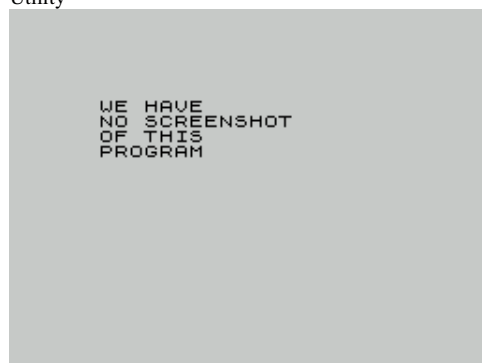 Utility
WE HAVE
NO SCREENSHOT
OF THIS
PROGRAM